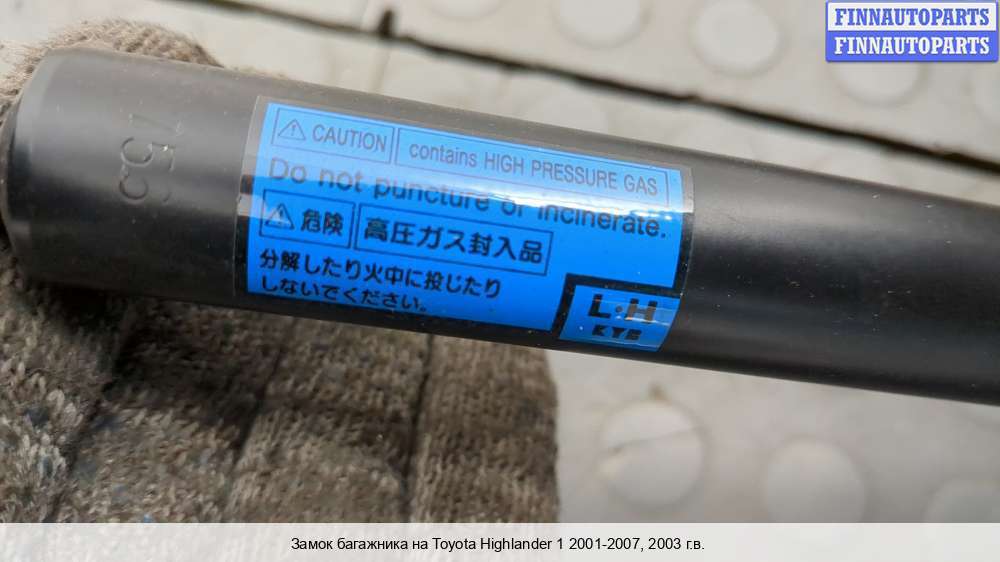 FINNAUTOPARTS
FINNAUTOPARTS
CAUTION contains HIGH PRESSURE GAS
Do not puncture or incinerate.
危険 高圧ガス封入品
分解したり火中に投じたり
しないでください。
L·H
KYB
Замок багажника на Toyota Highlander 1 2001-2007, 2003 г.в.